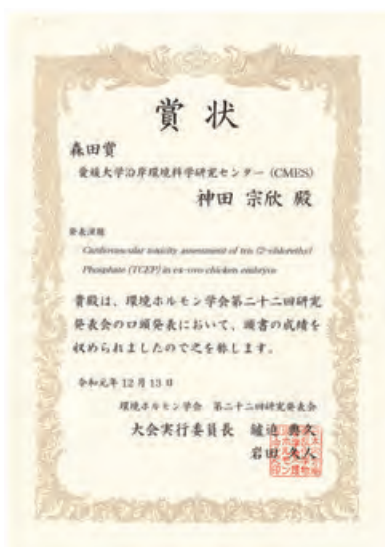 賞状
森田賞
愛媛大学沿岸環境科学研究センター (CMES)
神田 宗欣 殿
発表演題
Cardiovascular toxicity assessment of tris (2-chlorethyl
Phosphate (TCEP) in ex-ovo chicken embryos
貴殿は、環境ホルモン学会第二十二回研究
発表会の口頭発表において、頭書の成績を
収められましたので之を称します。
令和元年12月13日
環境ホルモン学会 第二十二回研究発表会
大会実行委員長 鑪迫 典久
岩田 久人